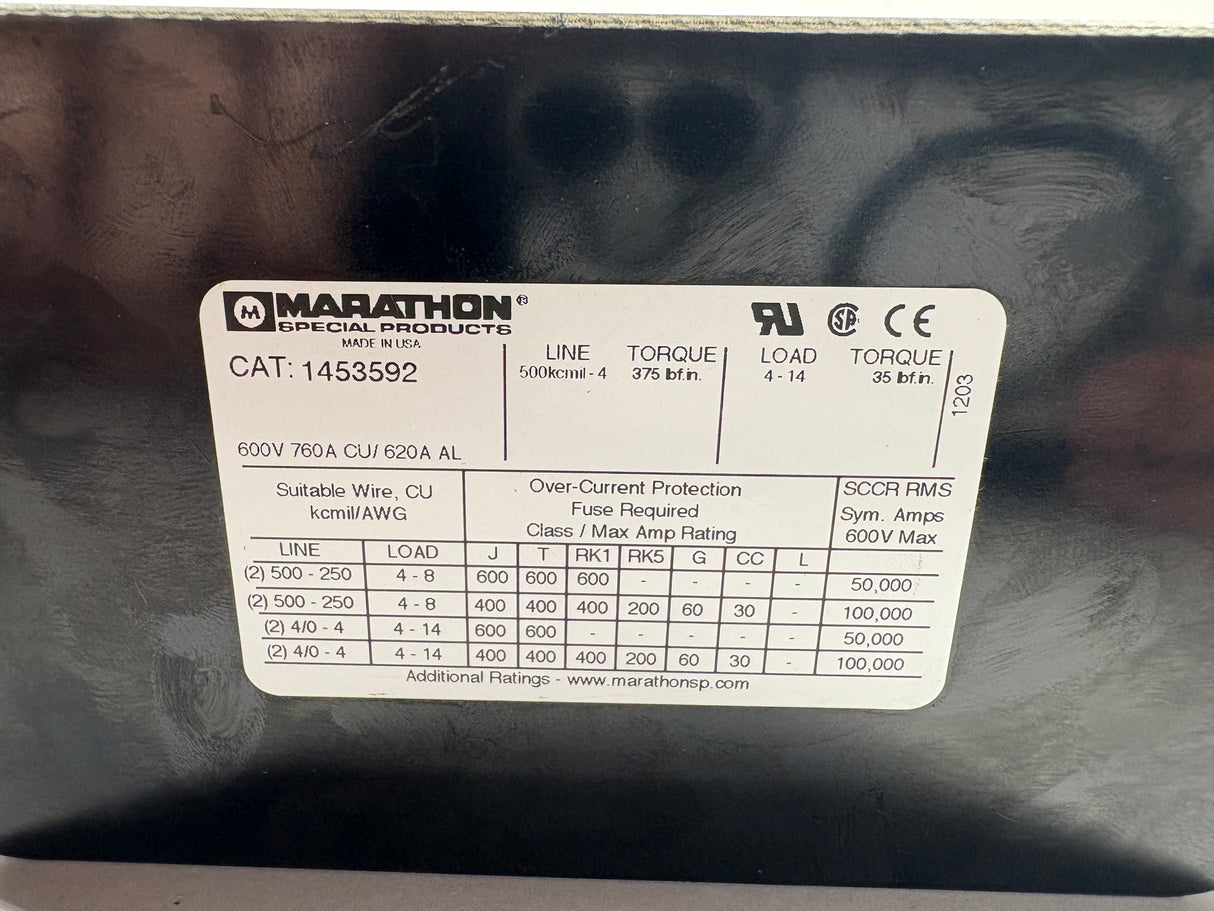 MARATHON®
SPECIAL PRODUCTS
MADE IN USA
CAT: 1453592
600V 760A CU/ 620A AL
LINE TORQUE
500kcmil - 4 375 lbf.in.
LOAD TORQUE
4 - 14 35 lbf.in.
1203
Suitable Wire, CU
kcmil/AWG
Over-Current Protection
Fuse Required
Class / Max Amp Rating
SCCR RMS
Sym. Amps
600V Max
LINE LOAD J T RK1 RK5 G CC L
(2) 500 - 250 4 - 8 600 600 600 - - - - 50,000
(2) 500 - 250 4 - 8 400 400 400 200 60 30 - 100,000
(2) 4/0 - 4 4 - 14 600 600 - - - - - 50,000
(2) 4/0 - 4 4 - 14 400 400 400 200 60 30 - 100,000
Additional Ratings - www.marathonsp.com